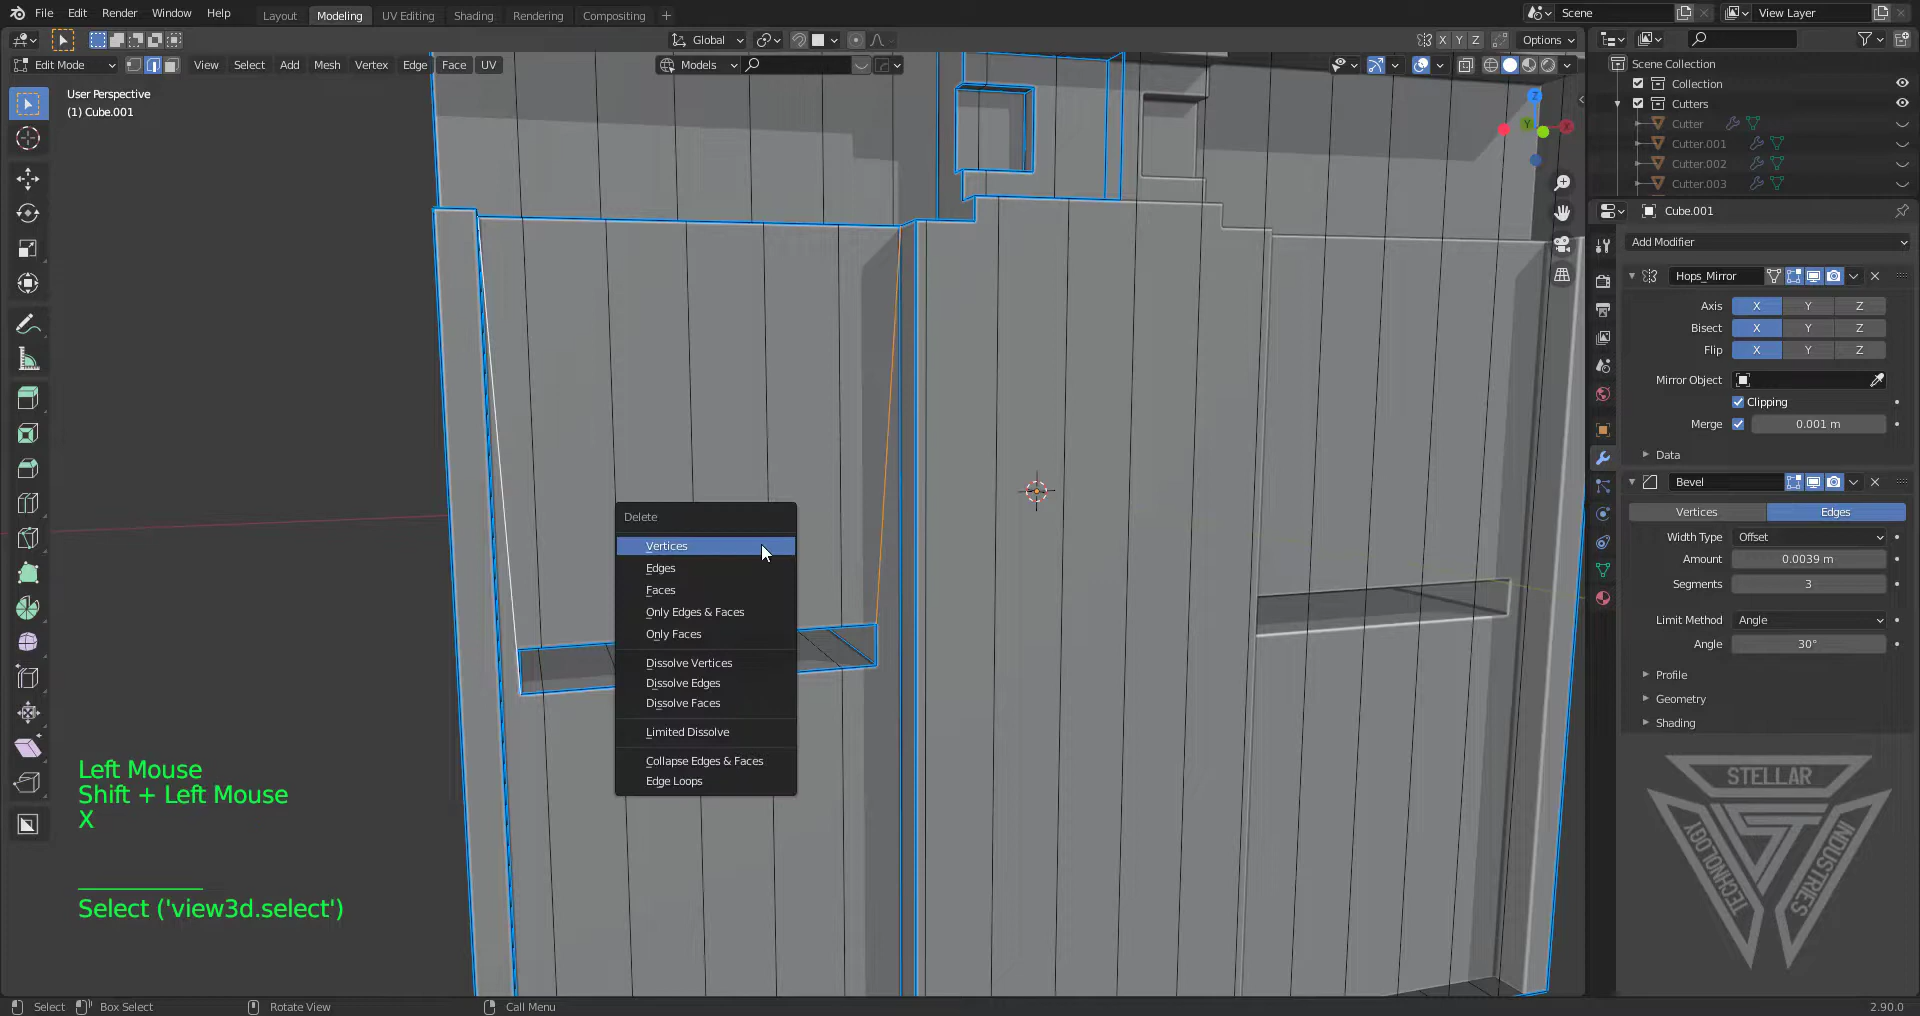 File Edit Render Window Help
Layout Modeling UV Editing Shading Rendering Compositing +
Scene View Layer
Global X Y Z Options
Edit Mode View Select Add Mesh Vertex Edge Face UV Models
User Perspective
(1) Cube.001
Delete
Vertices
Edges
Faces
Only Edges & Faces
Only Faces
Dissolve Vertices
Dissolve Edges
Dissolve Faces
Limited Dissolve
Collapse Edges & Faces
Edge Loops
Left Mouse
Shift + Left Mouse
X
Select ('view3d.select')
Z
Y
X
Scene Collection
Collection
Cutters
Cutter
Cutter.001
Cutter.002
Cutter.003
Cube.001
Add Modifier
Hops_Mirror
Axis X Y Z
Bisect X Y Z
Flip X Y Z
Mirror Object
Clipping
Merge 0.001 m
Data
Bevel
Vertices Edges
Width Type Offset
Amount 0.0039 m
Segments 3
Limit Method Angle
Angle 30°
Profile
Geometry
Shading
STELLAR
TECHNOLOGY
INDUSTRIES
Select Box Select Rotate View Call Menu 2.90.0